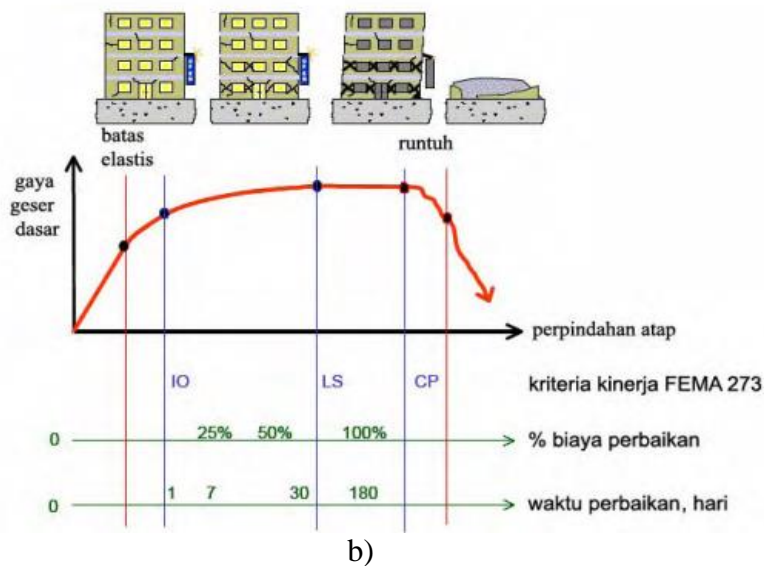 batas
elastis
runtuh
gaya
geser
dasar
perpindahan atap
IO LS CP kriteria kinerja FEMA 273
0 25% 50% 100% % biaya perbaikan
0 1 7 30 180 waktu perbaikan, hari
b)